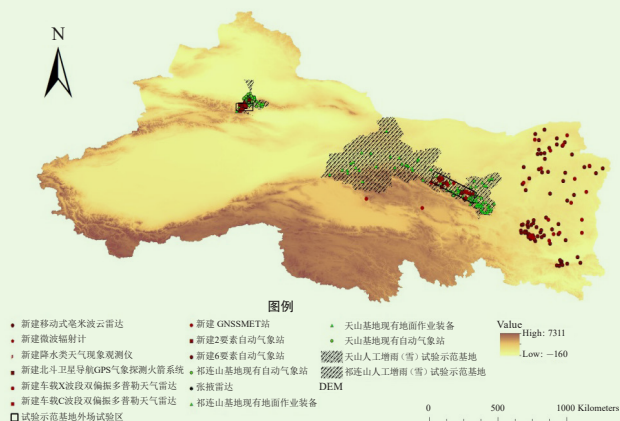 N
图例
新建移动式毫米波云雷达
新建微波辐射计
新建降水类天气现象观测仪
新建北斗卫星导航GPS气象探测火箭系统
新建车载X波段双偏振多普勒天气雷达
新建车载C波段双偏振多普勒天气雷达
试验示范基地外场试验区
新建 GNSSMET站
新建2要素自动气象站
新建6要素自动气象站
祁连山基地现有自动气象站
张掖雷达
祁连山基地现有地面作业装备
天山基地现有地面作业装备
天山基地现有自动气象站
天山人工增雨（雪）试验示范基地
祁连山人工增雨（雪）试验示范基地
DEM
Value
High: 7311
Low: −160
0 500 1000 Kilometers